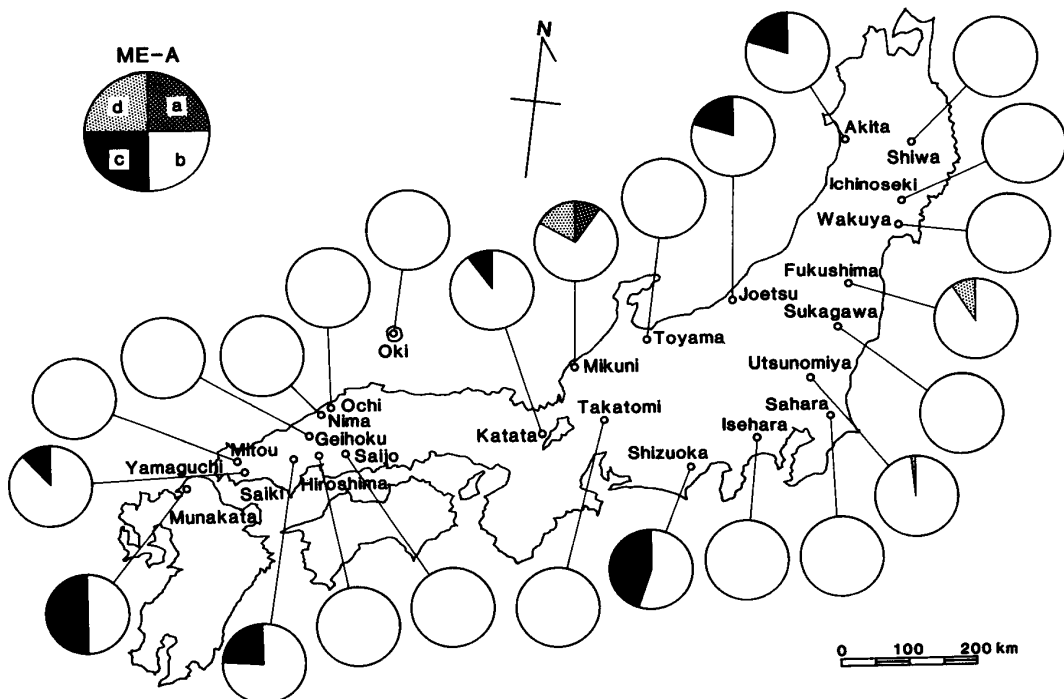 ME-A
d
a
c
b
N
Akita
Shiwa
Ichinoseki
Wakuya
Fukushima
Sukagawa
Utsunomiya
Sahara
Isehara
Joetsu
Toyama
Mikuni
Takatomi
Katata
Shizuoka
Oki
Ochi
Nima
Geihoku
Saijo
Mitou
Yamaguchi
Saiki
Hiroshima
Munakata
0 100 200 km